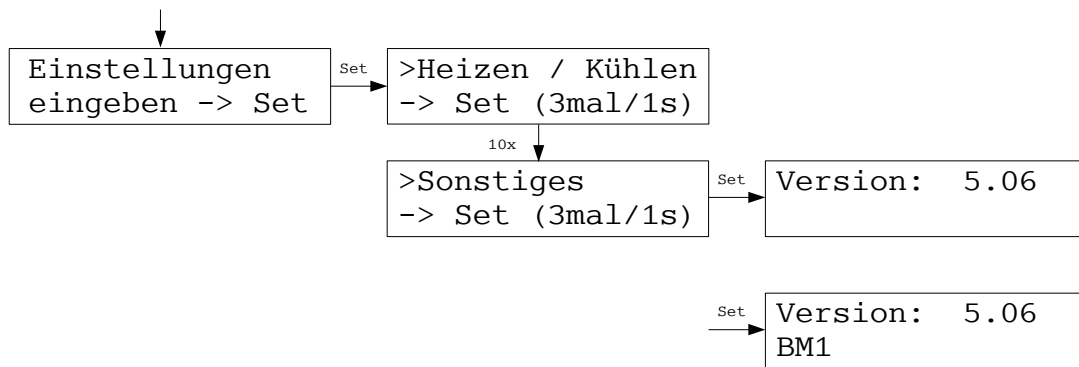 Einstellungen
eingeben -> Set
Set
>Heizen / Kühlen
-> Set (3mal/1s)
10x
>Sonstiges
-> Set (3mal/1s)
Set
Version: 5.06
Set
Version: 5.06
BM1